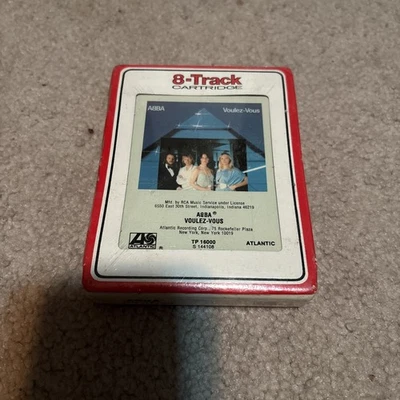 8-Track
CARTRIDGE
ABBA Voulez-Vous
Mfd. by RCA Music Service under License
6550 East 30th Street, Indianapolis, Indiana 46219
ABBA®
VOULEZ-VOUS
Atlantic Recording Corp., 75 Rockefeller Plaza
New York, New York 10019
ATLANTIC
TP 16000
S 144108
ATLANTIC